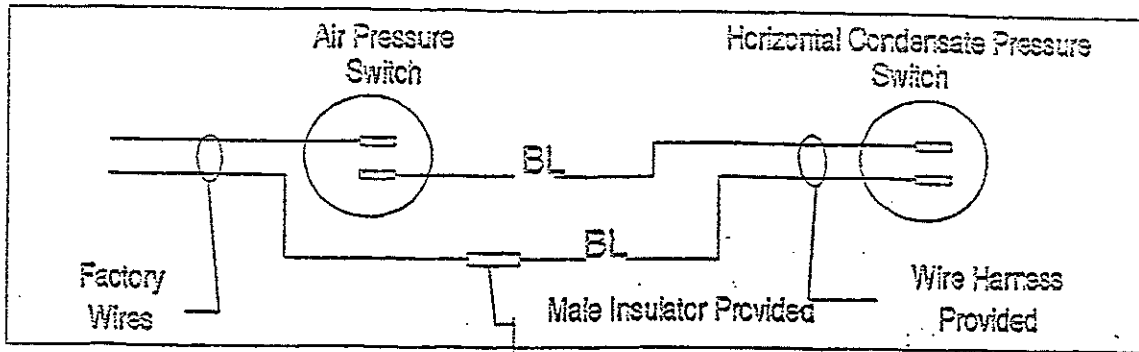 Air Pressure
Switch
Horizontal Condensate Pressure
Switch
BL
BL
Factory
Wires
Male Insulator Provided
Wire Harness
Provided